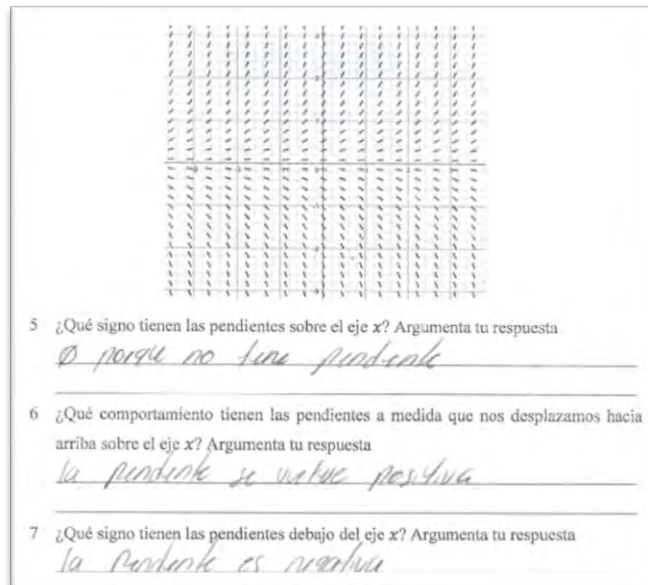 5 ¿Qué signo tienen las pendientes sobre el eje x? Argumenta tu respuesta
Ø porque no tiene pendiente
6 ¿Qué comportamiento tienen las pendientes a medida que nos desplazamos hacia
arriba sobre el eje x? Argumenta tu respuesta
la pendiente se vuelve positiva
7 ¿Qué signo tienen las pendientes debajo del eje x? Argumenta tu respuesta
la pendiente es negativa